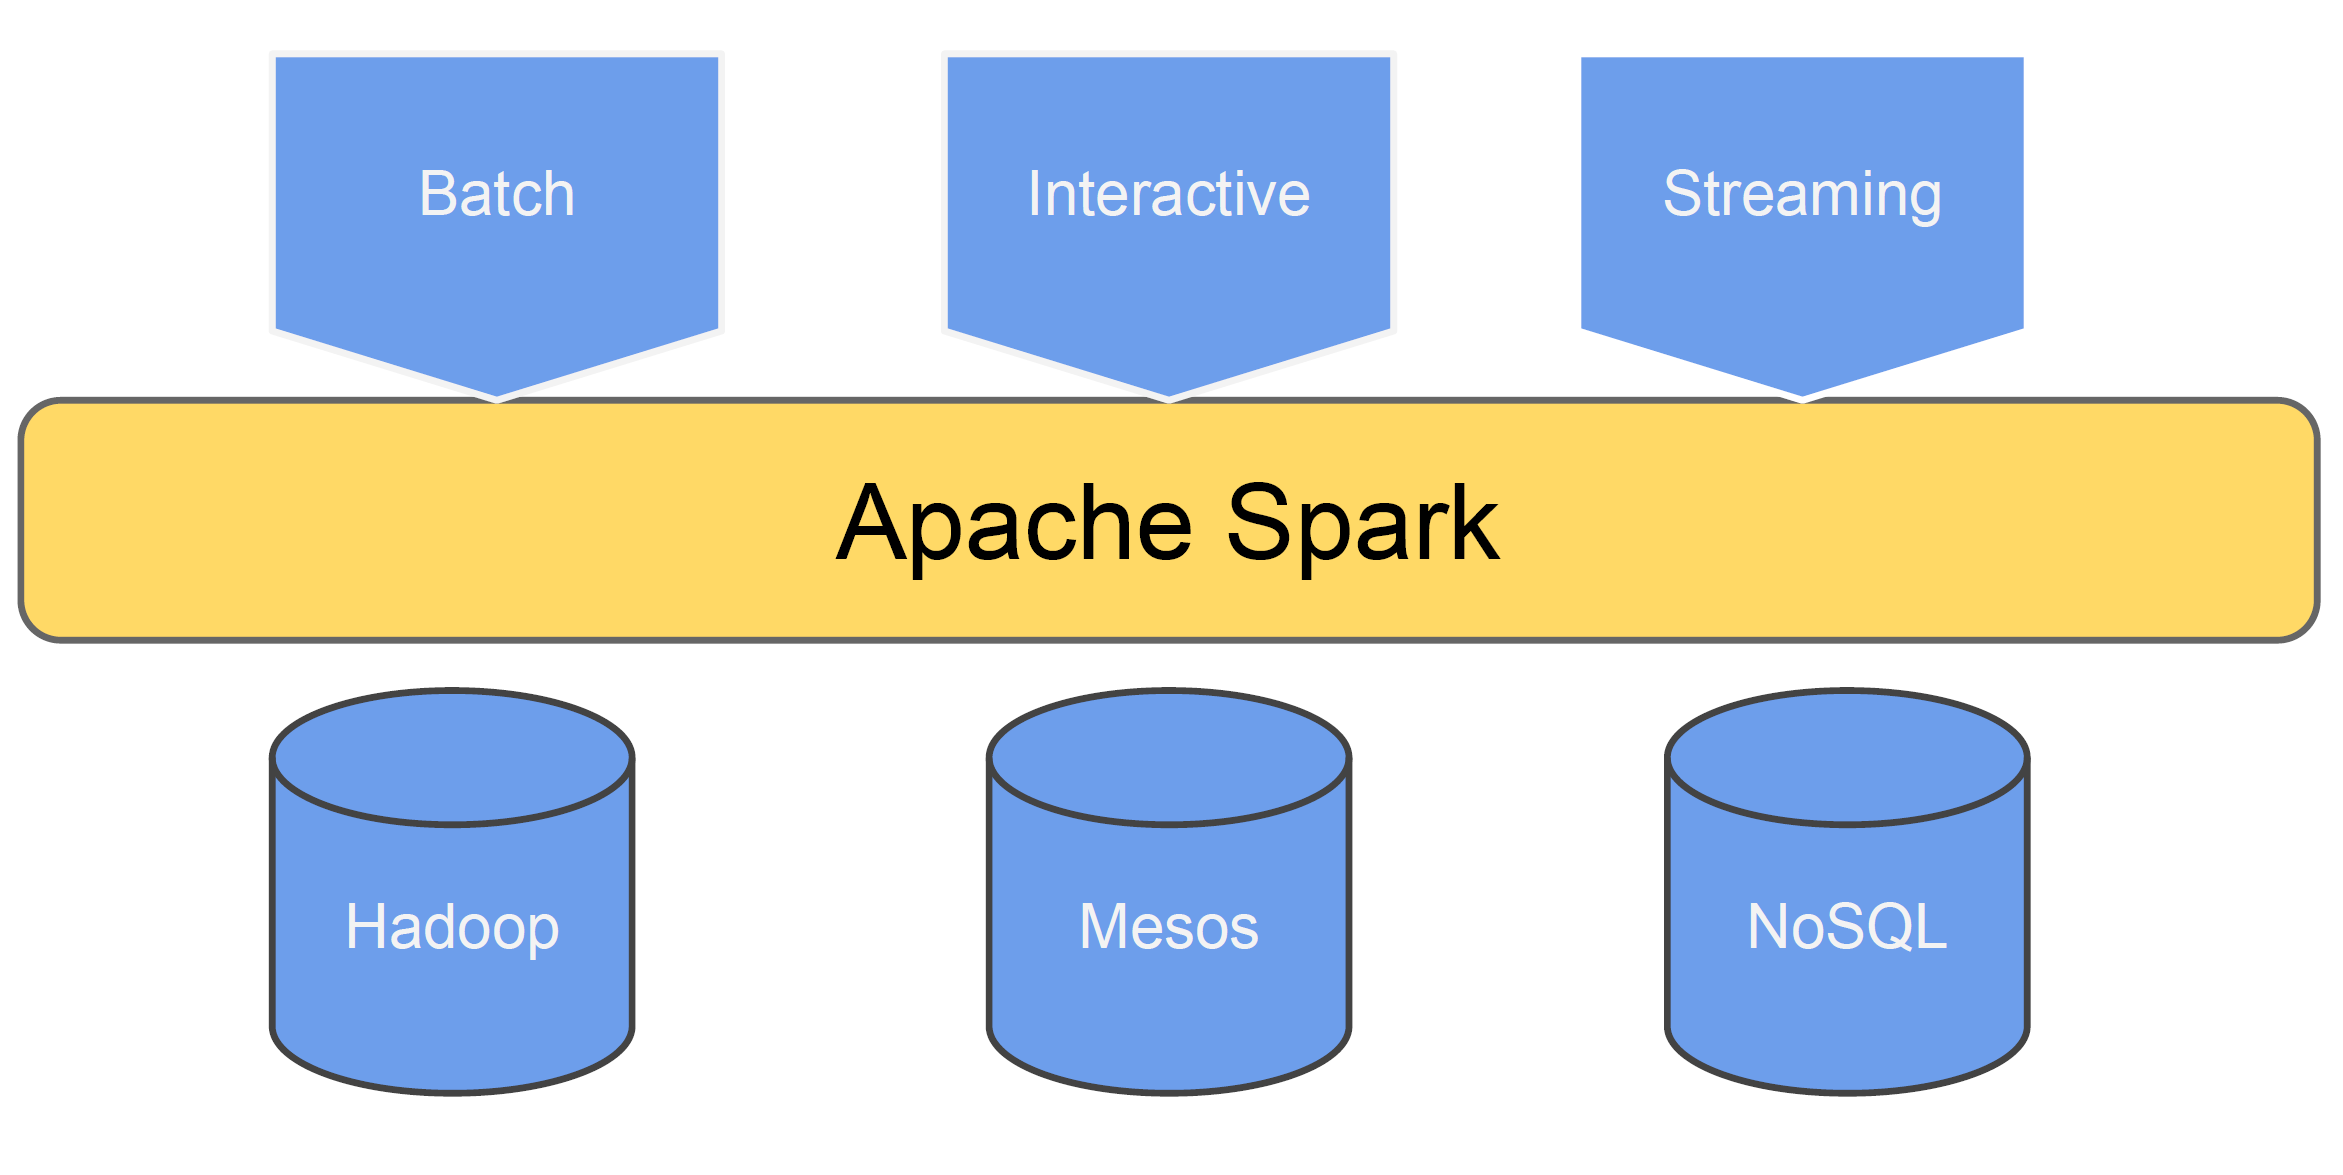 Batch
Interactive
Streaming
Apache Spark
Hadoop
Mesos
NoSQL